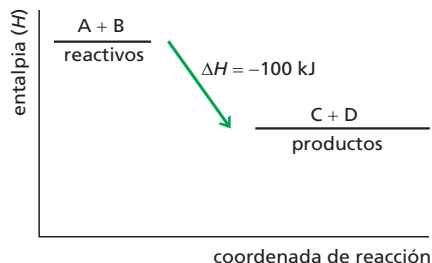 entalpia (H)
A + B
reactivos
ΔH = −100 kJ
C + D
productos
coordenada de reacción